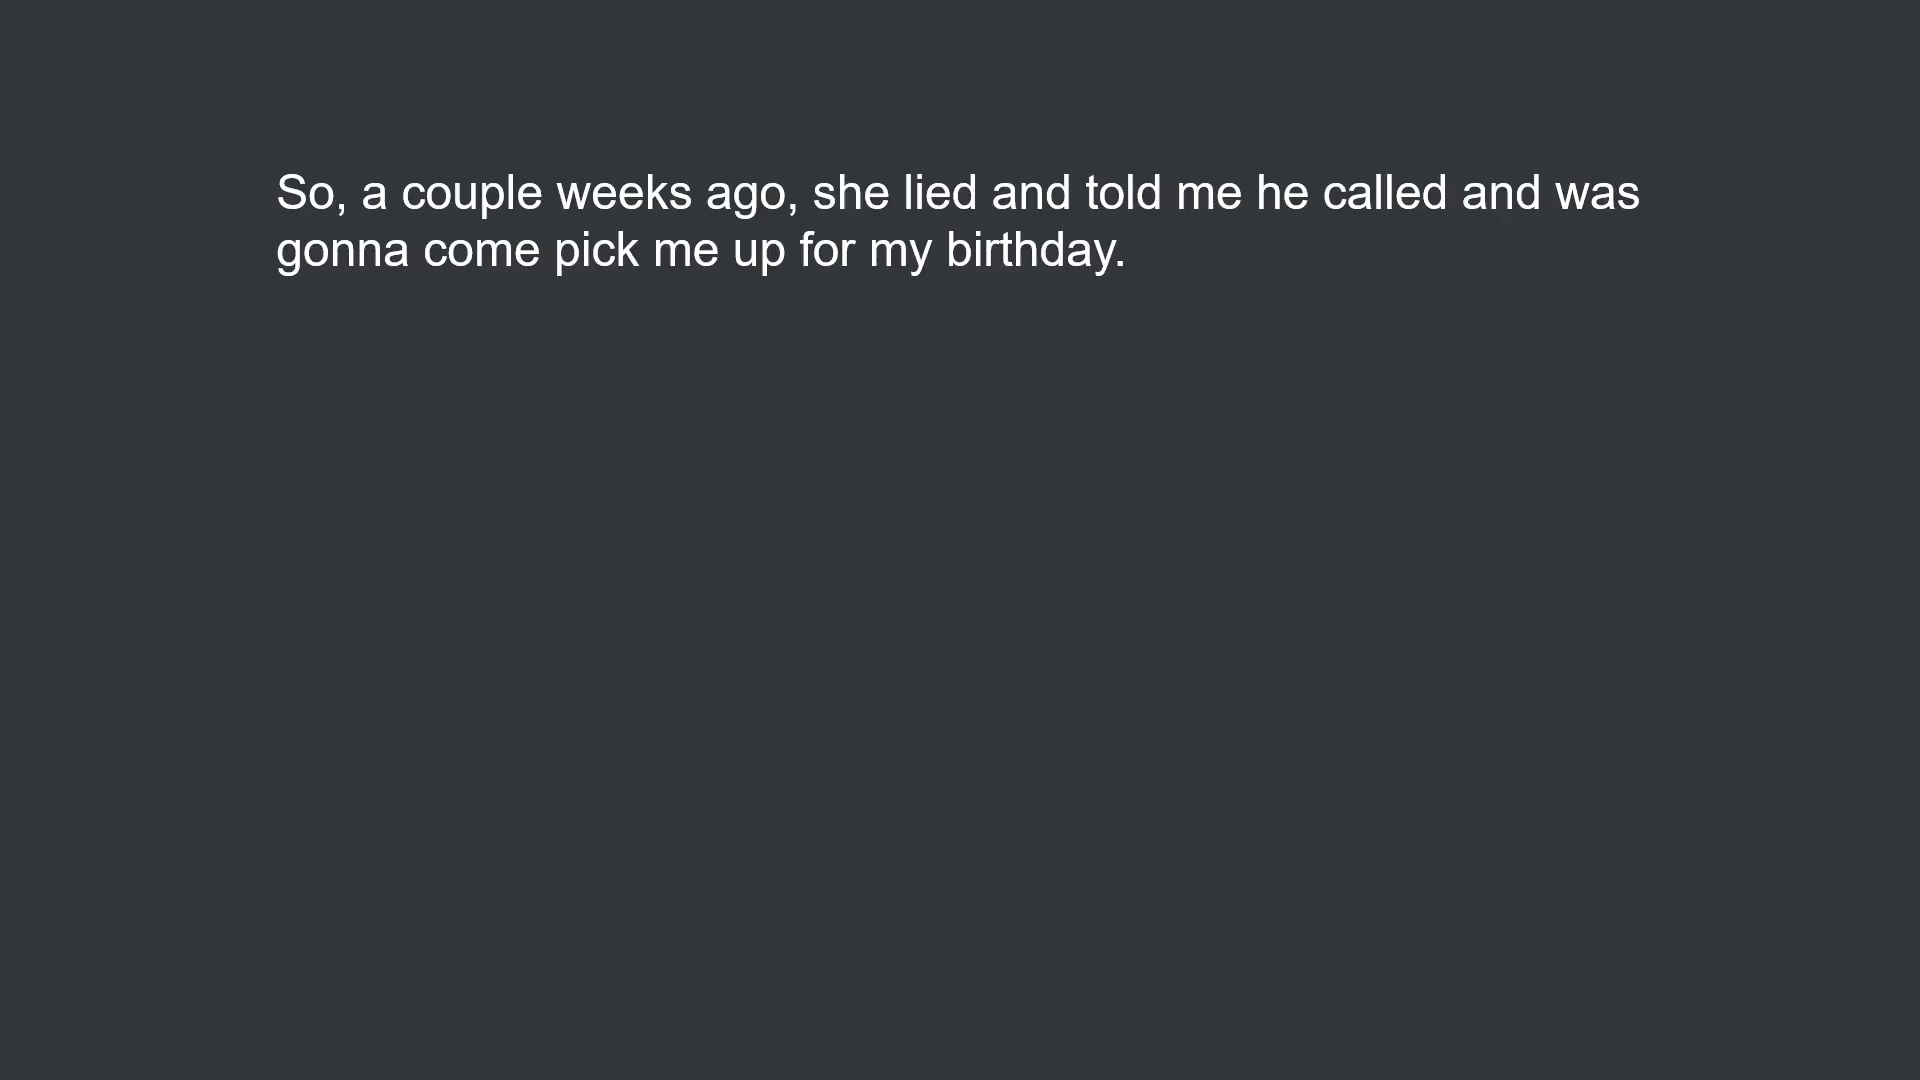 So, a couple weeks ago, she lied and told me he called and was
gonna come pick me up for my birthday.